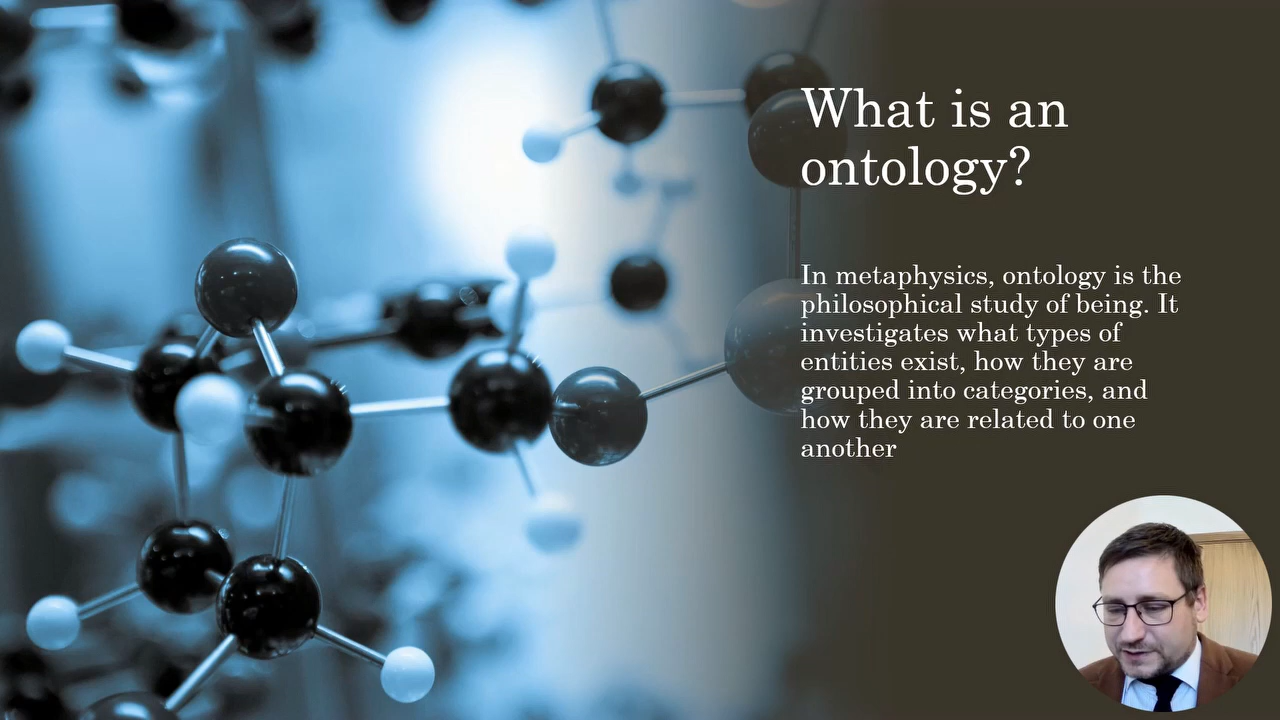 What is an
ontology?
In metaphysics, ontology is the
philosophical study of being. It
investigates what types of
entities exist, how they are
grouped into categories, and
how they are related to one
another